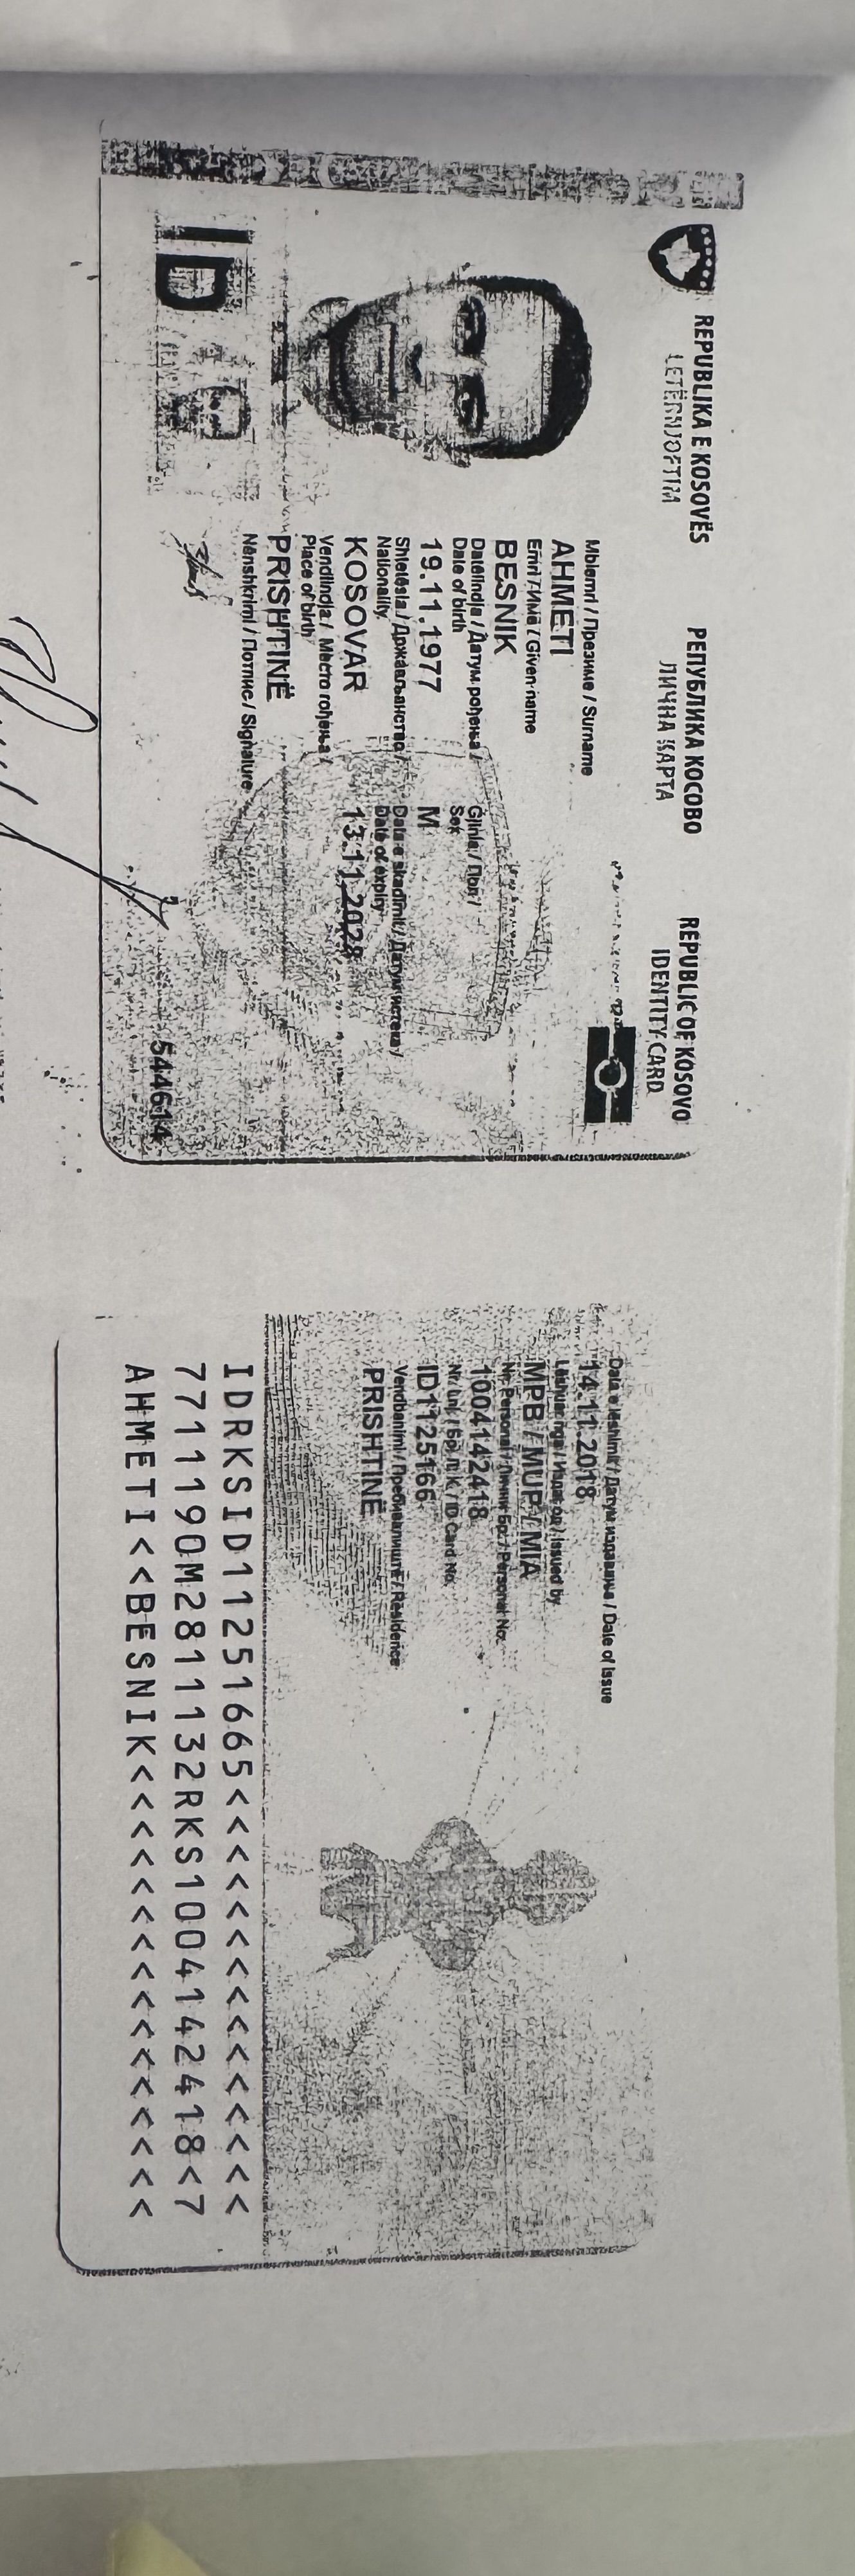 REPUBLIKA E KOSOVËS
РЕПУБЛИКА КОСОВО
REPUBLIC OF KOSOVO
LETËRNJOFTIM
ЛИЧНА КАРТА
IDENTITY CARD
Mbiemri / Презиме / Surname
AHMETI
Emri / Имe / Given name
BESNIK
Datëlindja / Датум рођења /
Date of birth
19.11.1977
Gjinia / Пол /
Sex
M
Shtetësia / Држављанство /
Nationality
KOSOVAR
Data e skadimit / Датум истека /
Date of expiry
13.11.2028
Vendlindja / Место рођења /
Place of birth
PRISHTINË
Nënshkrimi / Потпис / Signature
ID
544614
Data e lëshimit / Датум издавања / Date of issue
14.11.2018
Lëshuar nga / Издат од / Issued by
MPB / MUP / MIA
Nr. Personal / Лични Бр. / Personal No.
1004142418
Nr. unik / Бр. л. К / ID Card No.
ID1125166
Vendbanimi / Пребивалиште / Residence
PRISHTINË
IDRKSID11251665<<<<<<<<<<<<<<<
7711190M2811132RKS1004142418<7
AHMETI<<BESNIK<<<<<<<<<<<<<<<<